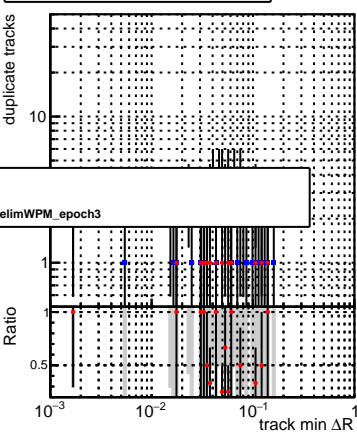 duplicate tracks
10
elimWPM_epoch3
1
Ratio
1
0.5
10⁻³
10⁻²
10⁻¹
1
track min ΔR